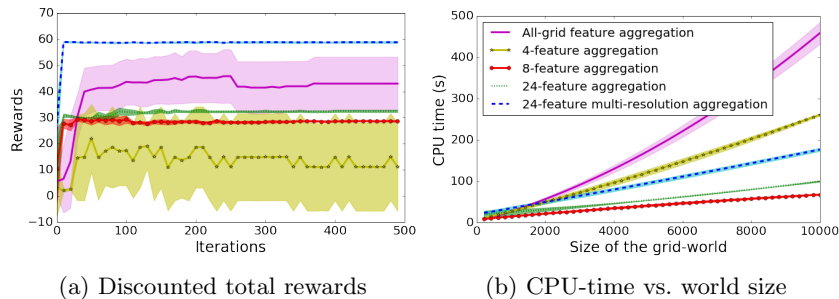 70
60
50
40
30
20
10
0
−10
0
100
200
300
400
500
Rewards
Iterations
(a) Discounted total rewards
500
400
300
200
100
0
2000
4000
6000
8000
10000
CPU time (s)
Size of the grid-world
All-grid feature aggregation
4-feature aggregation
8-feature aggregation
24-feature aggregation
24-feature multi-resolution aggregation
(b) CPU-time vs. world size